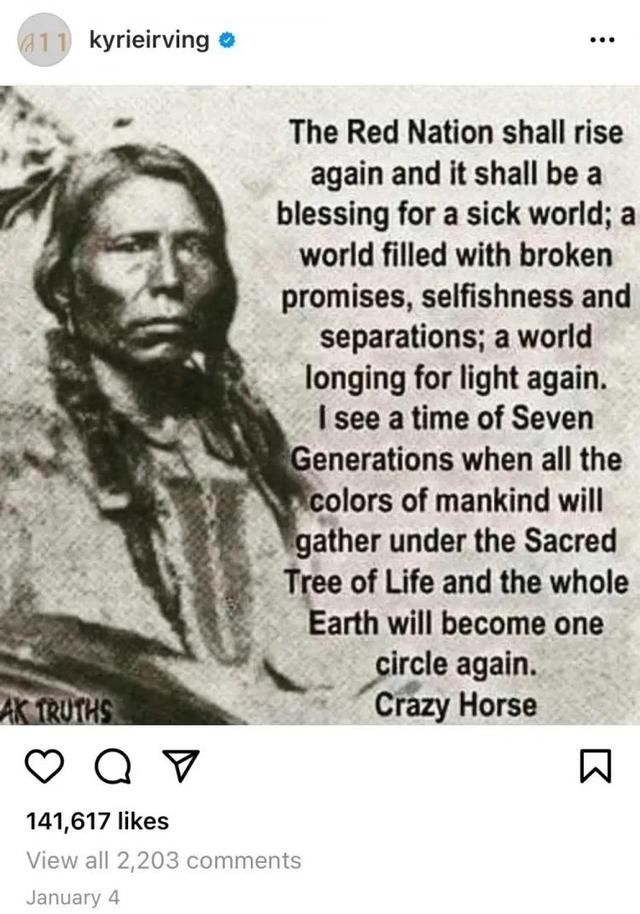 A11
kyrieirving
The Red Nation shall rise
again and it shall be a
blessing for a sick world; a
world filled with broken
promises, selfishness and
separations; a world
longing for light again.
I see a time of Seven
Generations when all the
colors of mankind will
gather under the Sacred
Tree of Life and the whole
Earth will become one
circle again.
Crazy Horse
AK TRUTHS
141,617 likes
View all 2,203 comments
January 4